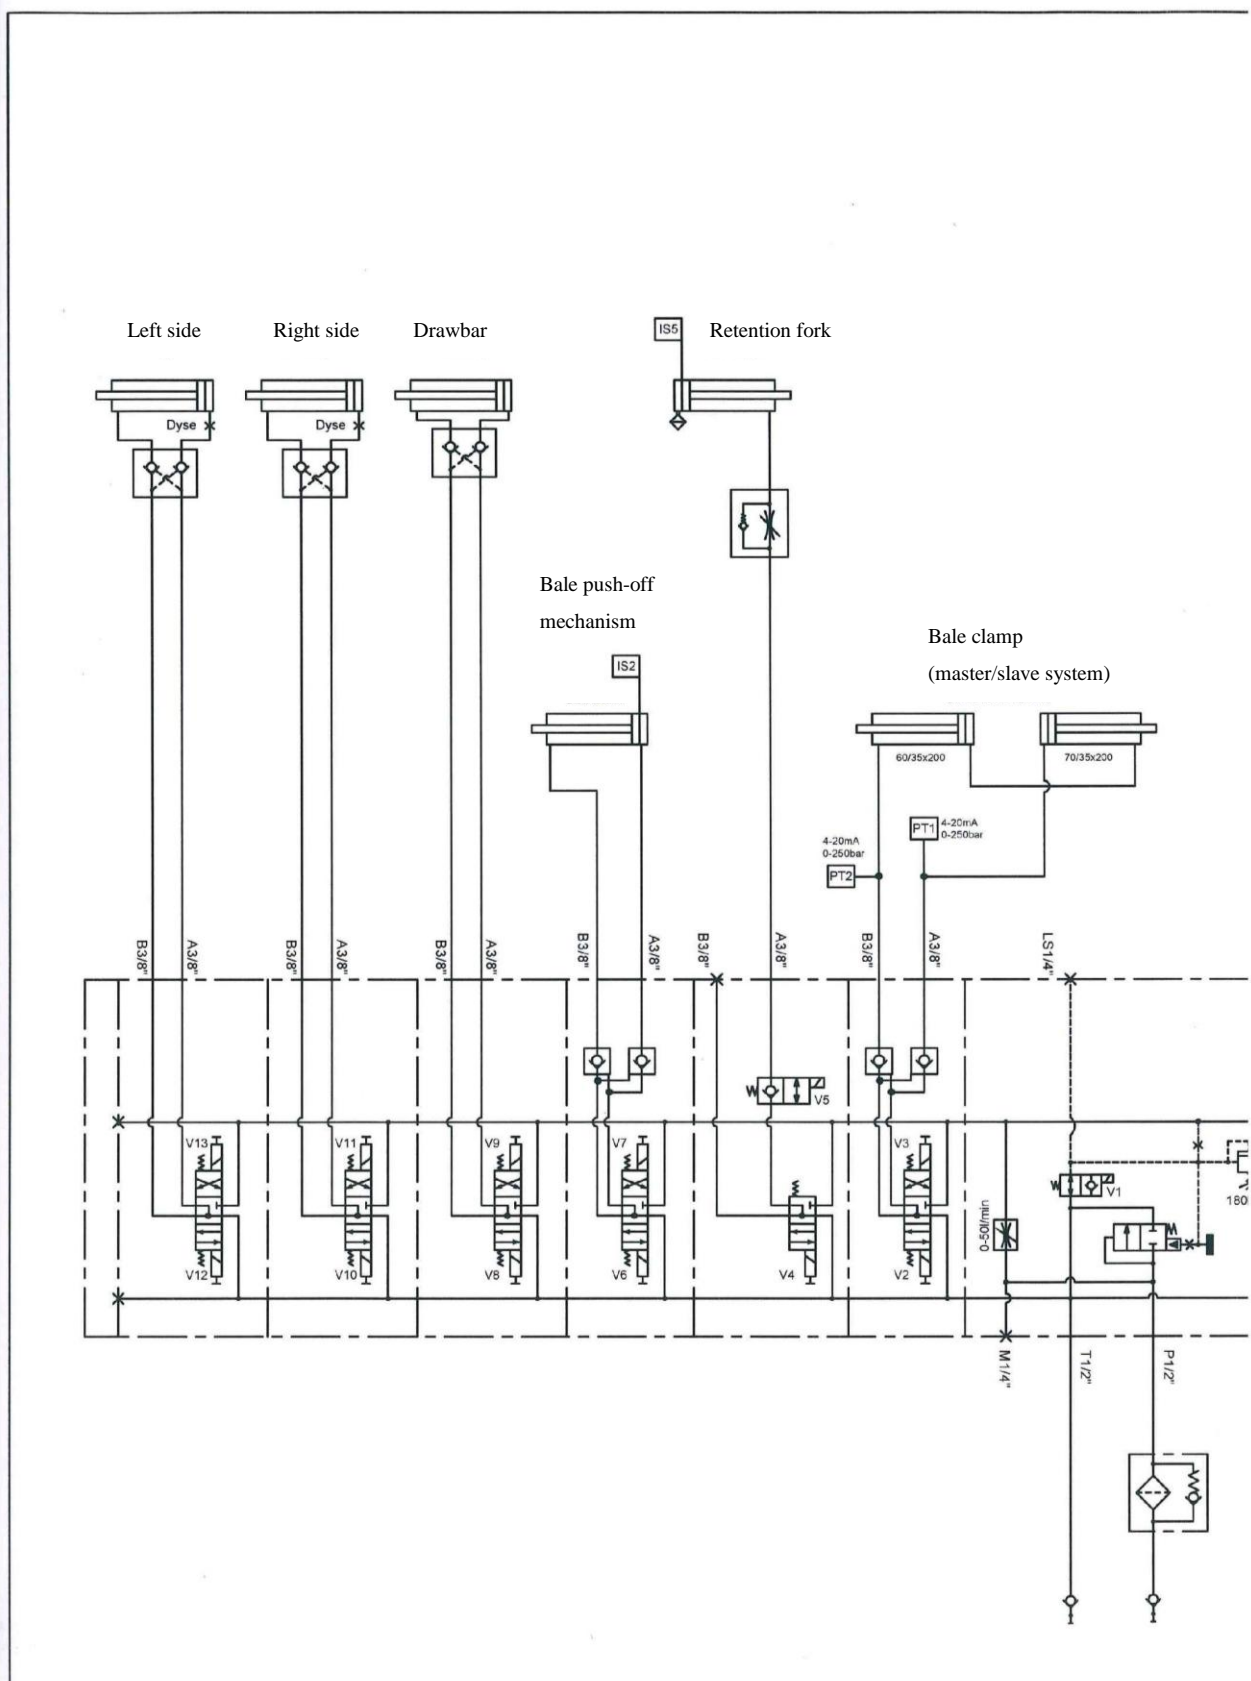 Left side
Right side
Drawbar
IS5
Retention fork
Dyse
Dyse
Bale push-off
mechanism
IS2
Bale clamp
(master/slave system)
60/35x200
70/35x200
PT1
4-20mA
0-250bar
4-20mA
0-250bar
PT2
B3/8"
A3/8"
B3/8"
A3/8"
B3/8"
A3/8"
B3/8"
A3/8"
B3/8"
A3/8"
B3/8"
A3/8"
LS1/4"
V5
V13
V11
V9
V7
V3
V1
180
0-50l/min
V12
V10
V8
V6
V4
V2
M1/4"
T1/2"
P1/2"